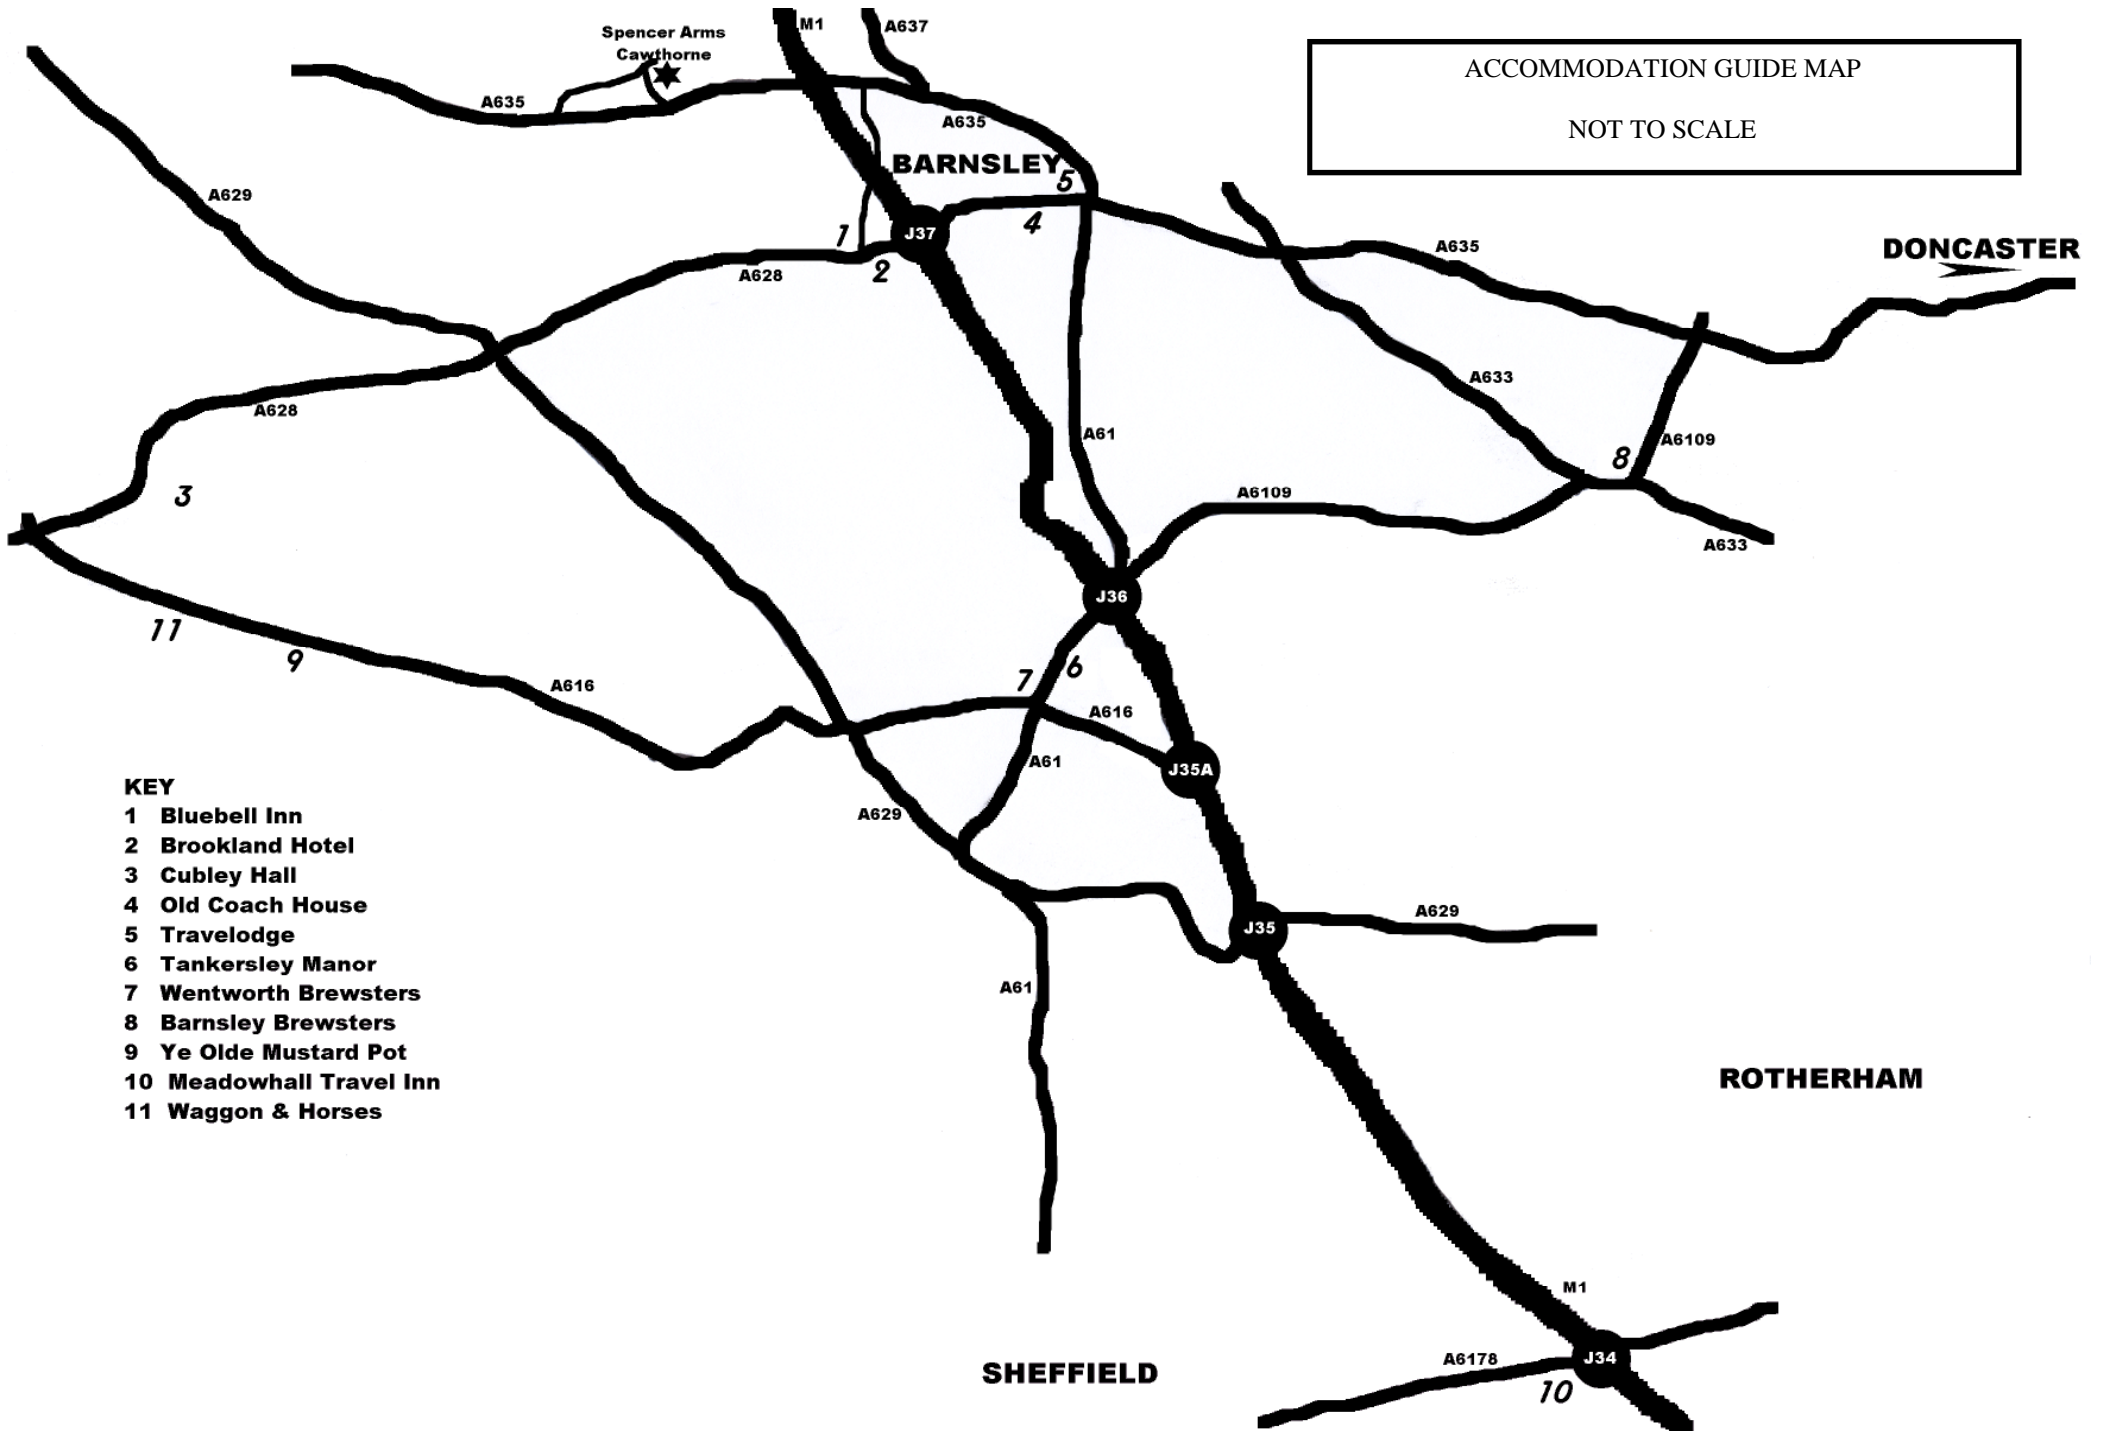 Spencer Arms
Cawthorne
M1
A637
ACCOMMODATION GUIDE MAP
NOT TO SCALE
A635
A635
BARNSLEY
5
A629
4
J37
1
2
A628
A635
DONCASTER
A633
A628
A61
A6109
8
3
A6109
A633
J36
11
9
7
6
A616
A616
A61
J35A
A629
J35
A629
A61
KEY
1 Bluebell Inn
2 Brookland Hotel
3 Cubley Hall
4 Old Coach House
5 Travelodge
6 Tankersley Manor
7 Wentworth Brewsters
8 Barnsley Brewsters
9 Ye Olde Mustard Pot
10 Meadowhall Travel Inn
11 Waggon & Horses
ROTHERHAM
M1
SHEFFIELD
A6178
J34
10